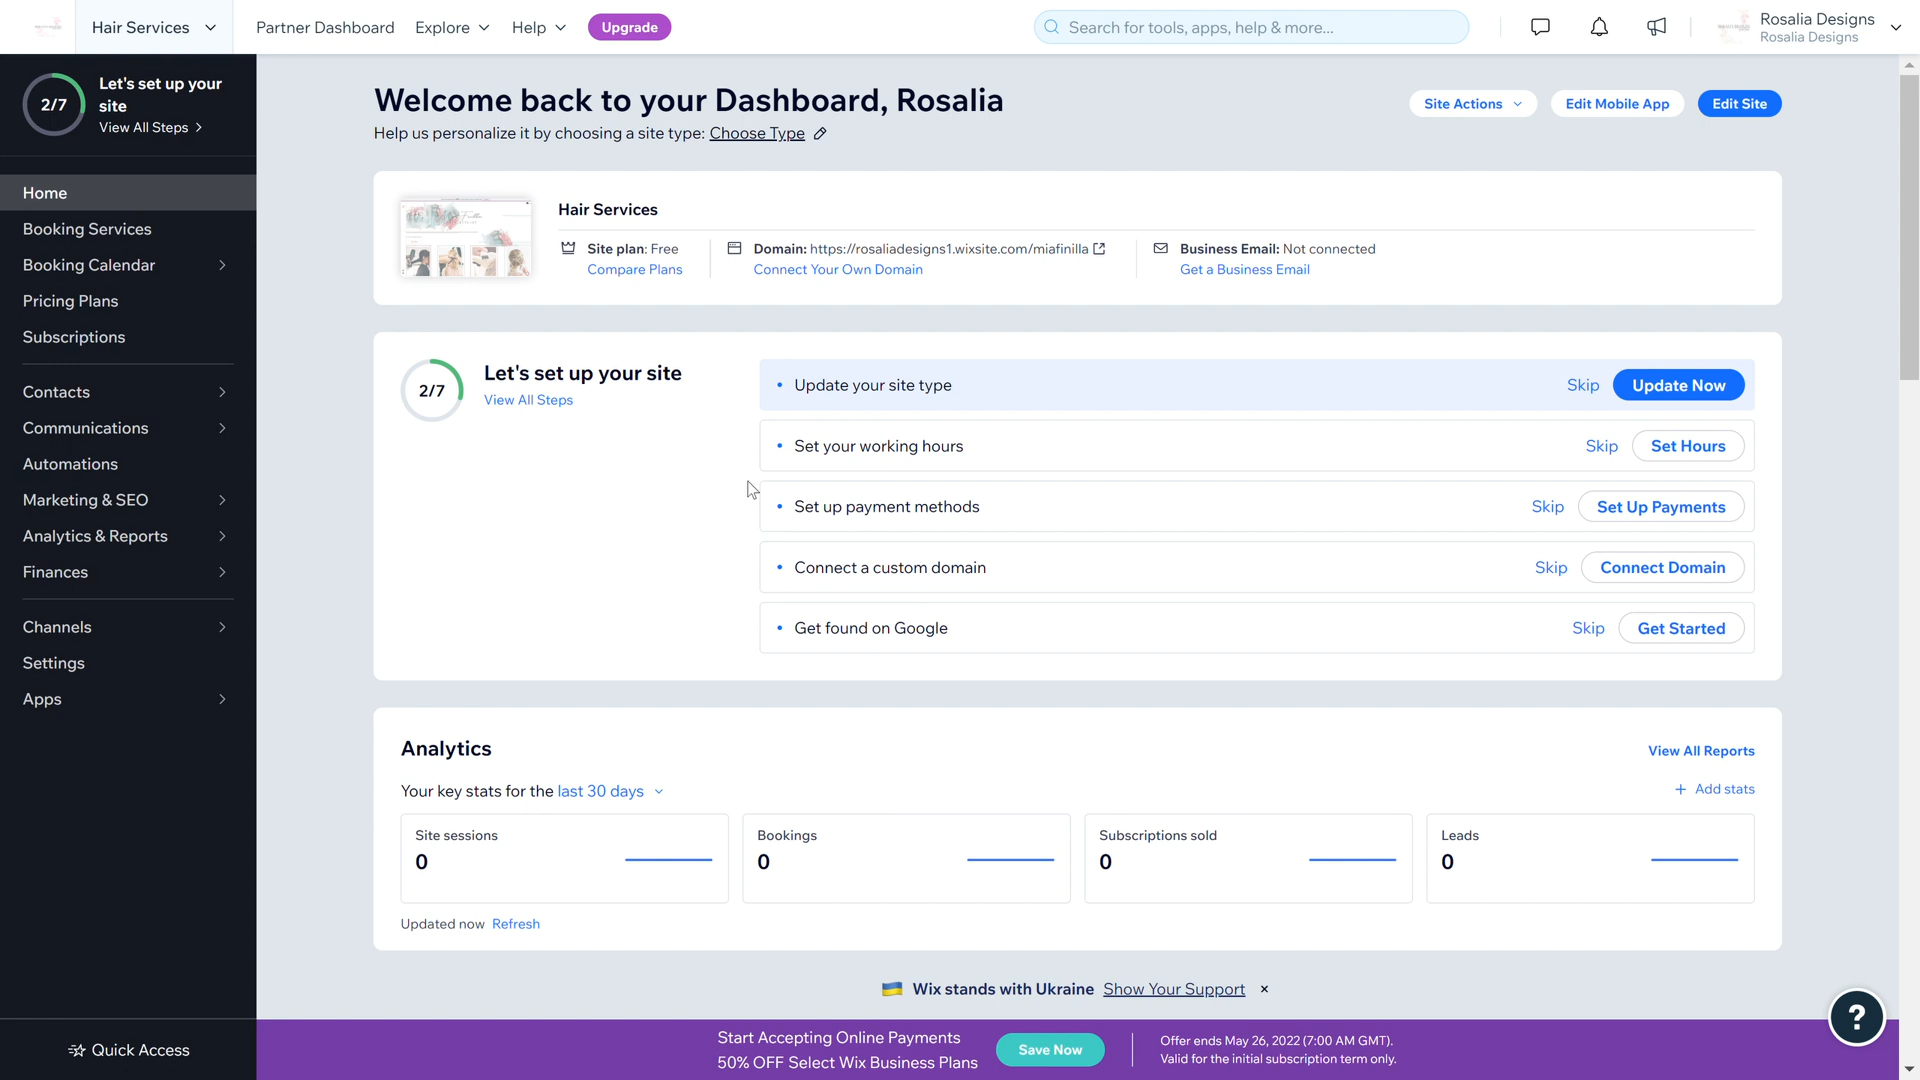 Hair Services
Partner Dashboard
Explore
Help
Upgrade
Search for tools, apps, help & more...
Rosalia Designs
Rosalia Designs
2/7
Let's set up your
site
View All Steps
Home
Booking Services
Booking Calendar
Pricing Plans
Subscriptions
Contacts
Communications
Automations
Marketing & SEO
Analytics & Reports
Finances
Channels
Settings
Apps
Quick Access
Welcome back to your Dashboard, Rosalia
Help us personalize it by choosing a site type: Choose Type
Site Actions
Edit Mobile App
Edit Site
Hair Services
Site plan: Free
Compare Plans
Domain: https://rosaliadesigns1.wixsite.com/miafinilla
Connect Your Own Domain
Business Email: Not connected
Get a Business Email
2/7
Let's set up your site
View All Steps
Update your site type
Skip
Update Now
Set your working hours
Skip
Set Hours
Set up payment methods
Skip
Set Up Payments
Connect a custom domain
Skip
Connect Domain
Get found on Google
Skip
Get Started
Analytics
View All Reports
Your key stats for the last 30 days
+ Add stats
Site sessions
0
Bookings
0
Subscriptions sold
0
Leads
0
Updated now Refresh
Wix stands with Ukraine Show Your Support ×
Start Accepting Online Payments
50% OFF Select Wix Business Plans
Save Now
Offer ends May 26, 2022 (7:00 AM GMT).
Valid for the initial subscription term only.
?